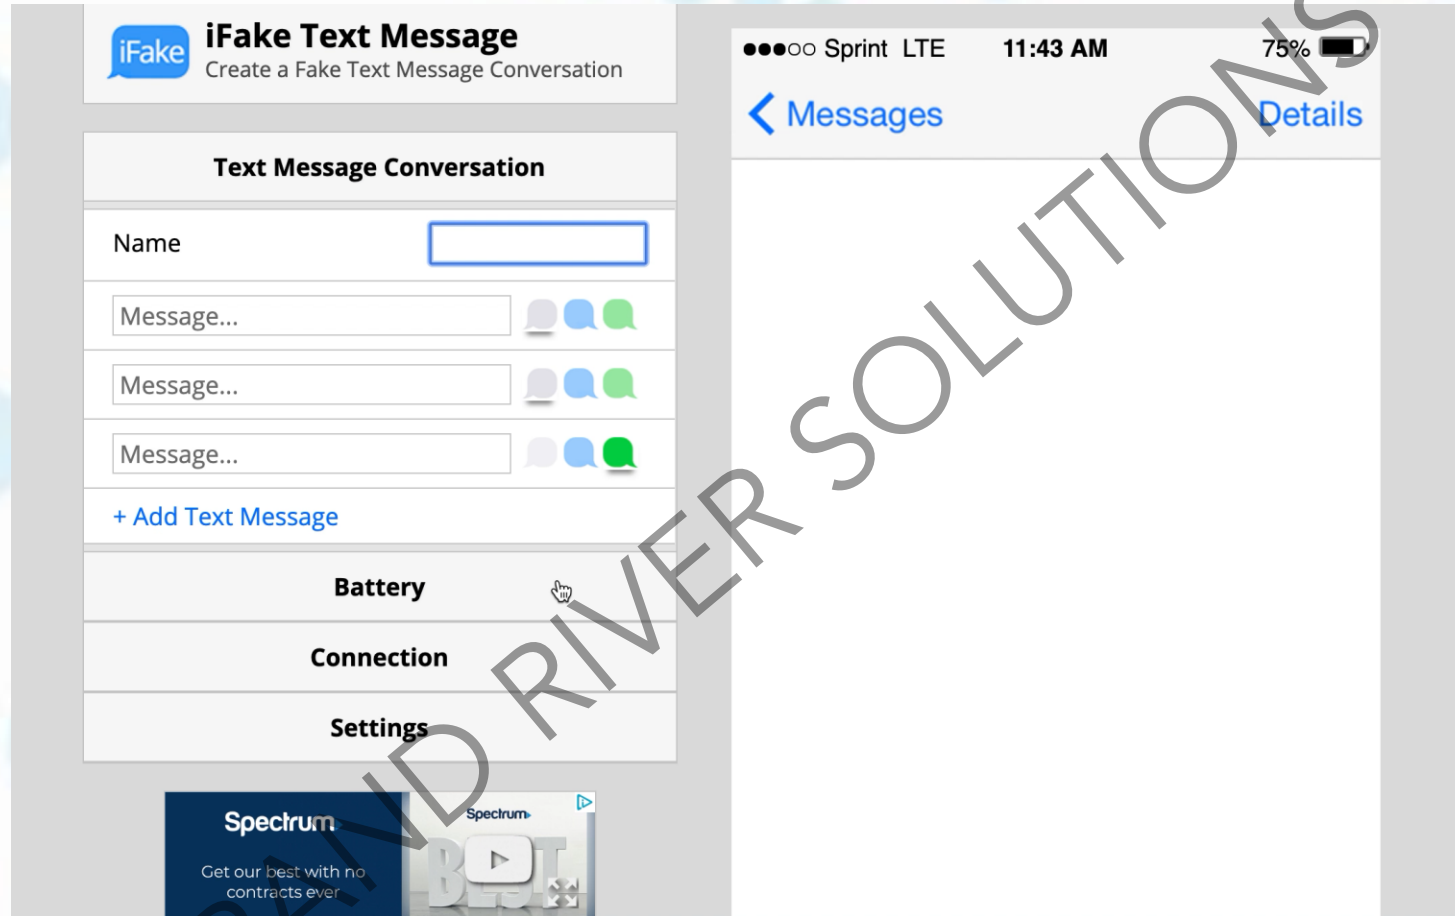 iFake
iFake Text Message
Create a Fake Text Message Conversation
Text Message Conversation
Name
Message...
Message...
Message...
+ Add Text Message
Battery
Connection
Settings
Spectrum
Get our best with no
contracts ever
Spectrum
BEST
Sprint LTE 11:43 AM 75%
Messages Details
RAND RIVER SOLUTIONS